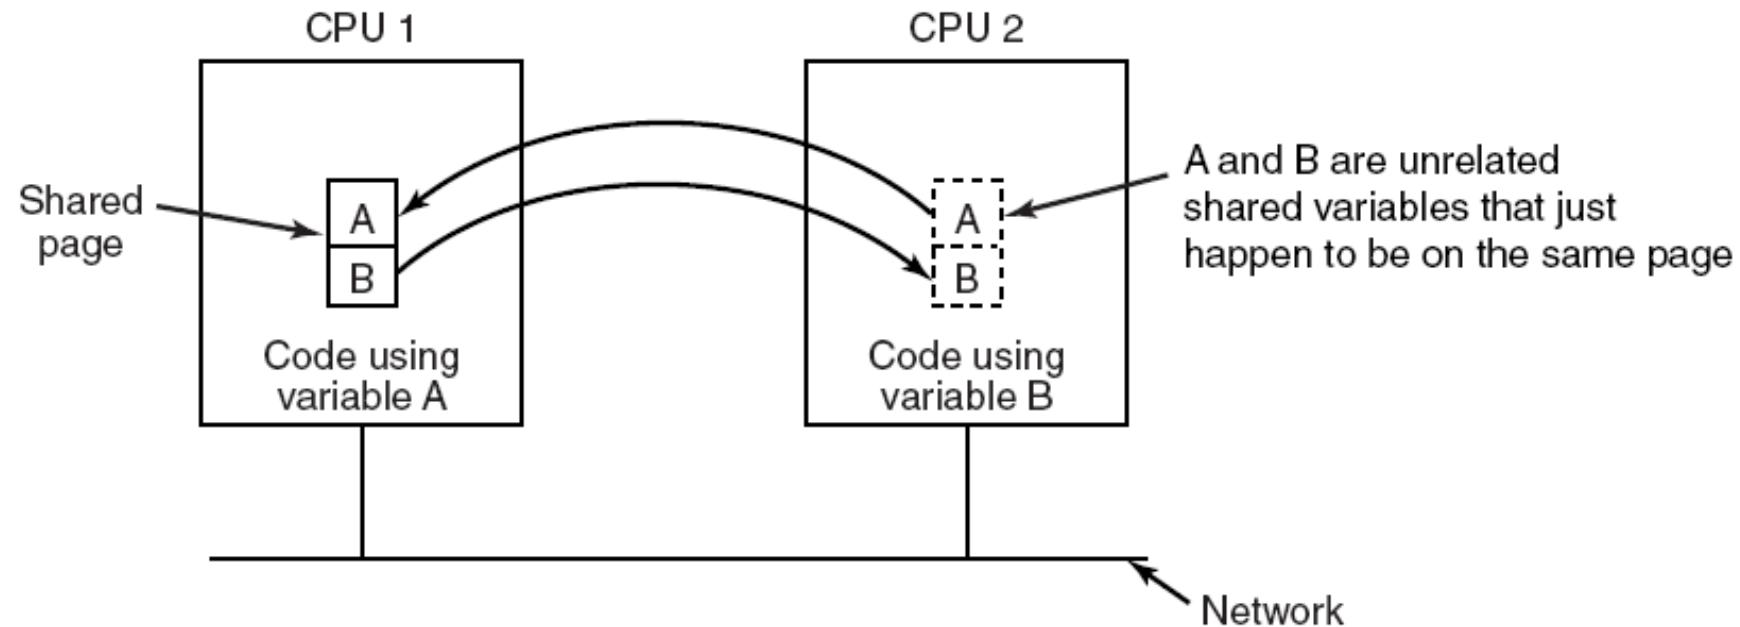 CPU 1
CPU 2
Shared
page
A
B
A
B
A and B are unrelated
shared variables that just
happen to be on the same page
Code using
variable A
Code using
variable B
Network